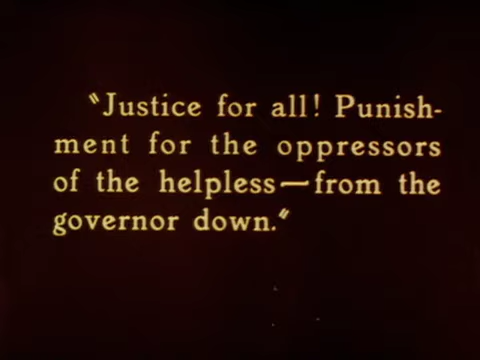 "Justice for all! Punish-
ment for the oppressors
of the helpless—from the
governor down."